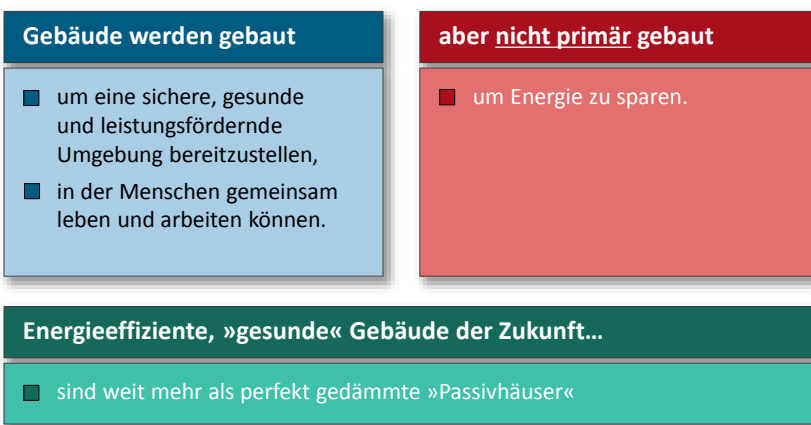 Gebäude werden gebaut
um eine sichere, gesunde
und leistungsfördernde
Umgebung bereitzustellen,
in der Menschen gemeinsam
leben und arbeiten können.
aber nicht primär gebaut
um Energie zu sparen.
Energieeffiziente, »gesunde« Gebäude der Zukunft…
sind weit mehr als perfekt gedämmte »Passivhäuser«